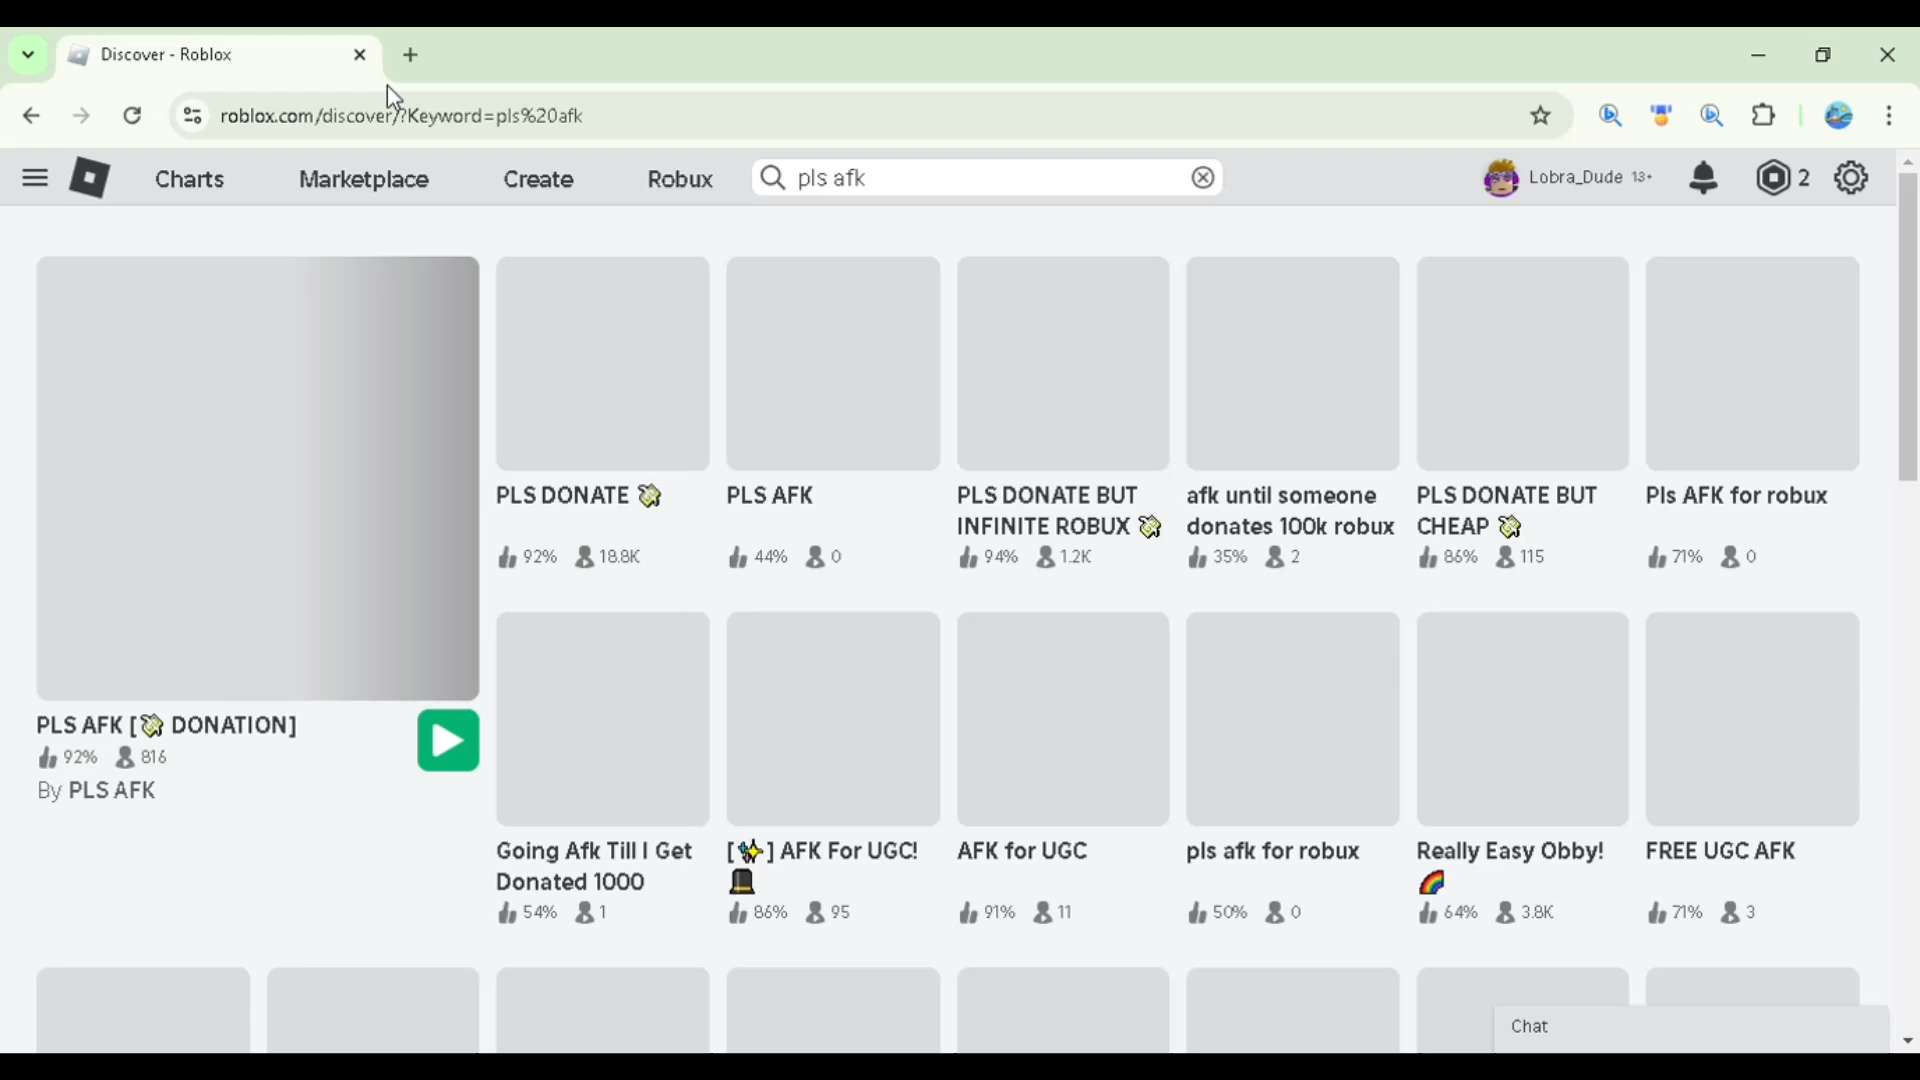 Discover - Roblox
roblox.com/discover/?Keyword=pls%20afk
Charts
Marketplace
Create
Robux
pls afk
Lobra_Dude 13+
2
PLS AFK [💸 DONATION]
92% 816
By PLS AFK
PLS DONATE 💸
92% 18.8K
PLS AFK
44% 0
PLS DONATE BUT
INFINITE ROBUX 💸
94% 1.2K
afk until someone
donates 100k robux
35% 2
PLS DONATE BUT
CHEAP 💸
86% 115
Pls AFK for robux
71% 0
Going Afk Till I Get
Donated 1000
54% 1
[✨] AFK For UGC!
🎩
86% 95
AFK for UGC
91% 11
pls afk for robux
50% 0
Really Easy Obby!
🌈
64% 3.8K
FREE UGC AFK
71% 3
Chat